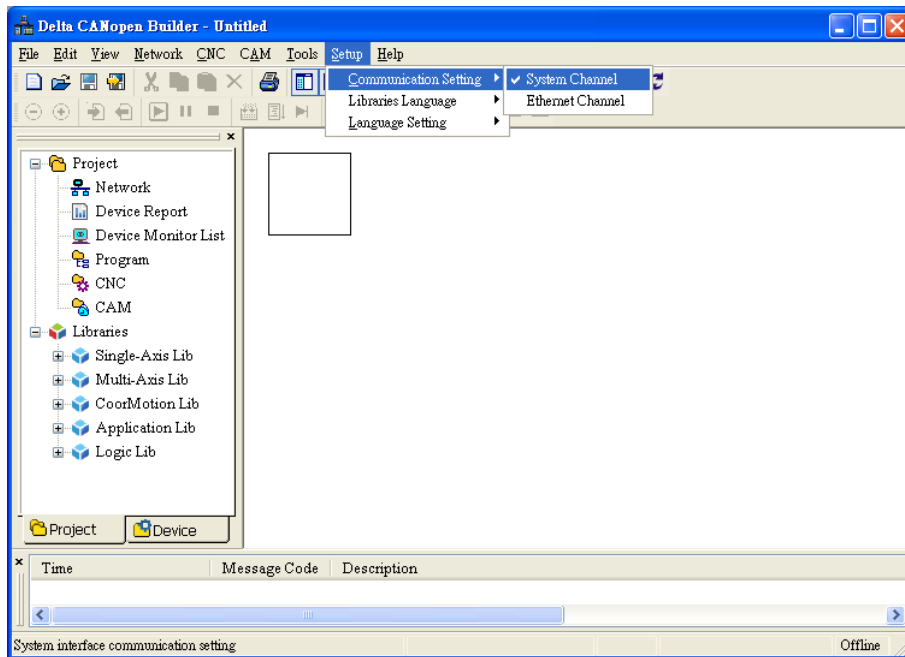 Delta CANopen Builder - Untitled
File Edit View Network CNC CAM Tools Setup Help
Communication Setting
System Channel
Libraries Language
Ethernet Channel
Language Setting
Project
Network
Device Report
Device Monitor List
Program
CNC
CAM
Libraries
Single-Axis Lib
Multi-Axis Lib
CoorMotion Lib
Application Lib
Logic Lib
Project Device
Time Message Code Description
System interface communication setting Offline